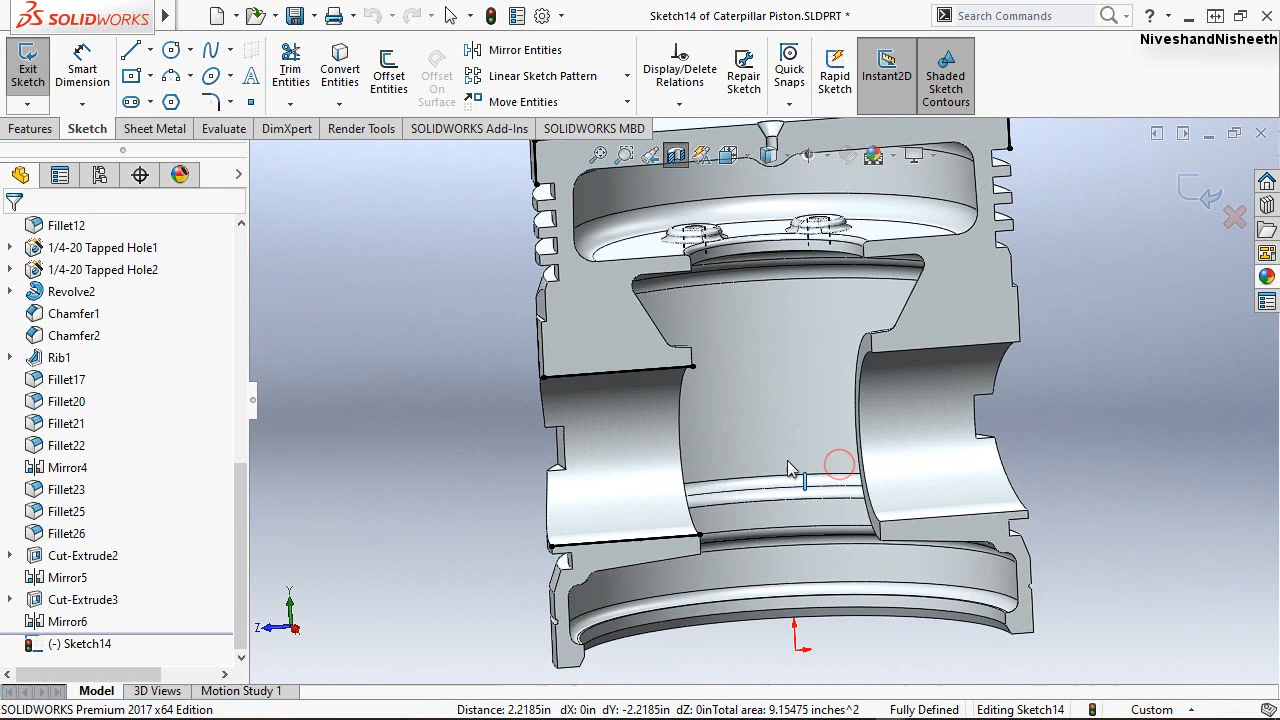 SOLIDWORKS
Sketch14 of Caterpillar Piston.SLDPRT *
Search Commands
NiveshandNisheeth
Exit Sketch
Smart Dimension
Trim Entities
Convert Entities
Offset Entities
Offset On Surface
Mirror Entities
Linear Sketch Pattern
Move Entities
Display/Delete Relations
Repair Sketch
Quick Snaps
Rapid Sketch
Instant2D
Shaded Sketch Contours
Features
Sketch
Sheet Metal
Evaluate
DimXpert
Render Tools
SOLIDWORKS Add-Ins
SOLIDWORKS MBD
Fillet12
1/4-20 Tapped Hole1
1/4-20 Tapped Hole2
Revolve2
Chamfer1
Chamfer2
Rib1
Fillet17
Fillet20
Fillet21
Fillet22
Mirror4
Fillet23
Fillet25
Fillet26
Cut-Extrude2
Mirror5
Cut-Extrude3
Mirror6
(-) Sketch14
Y
Z
Model
3D Views
Motion Study 1
SOLIDWORKS Premium 2017 x64 Edition
Distance: 2.2185in dX: 0in dY: -2.2185in dZ: 0inTotal area: 9.15475 inches^2
Fully Defined
Editing Sketch14
Custom